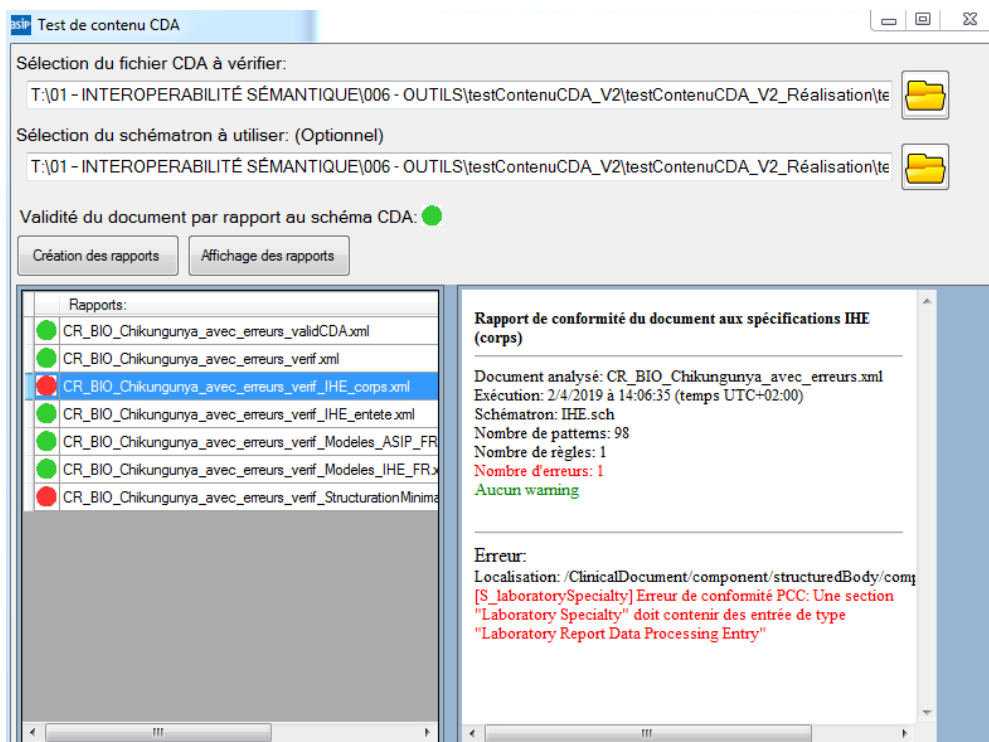 asip Test de contenu CDA
Sélection du fichier CDA à vérifier:
T:\01 - INTEROPERABILITÉ SÉMANTIQUE\006 - OUTILS\testContenuCDA_V2\testContenuCDA_V2_Réalisation\te
Sélection du schématron à utiliser: (Optionnel)
T:\01 - INTEROPERABILITÉ SÉMANTIQUE\006 - OUTILS\testContenuCDA_V2\testContenuCDA_V2_Réalisation\te
Validité du document par rapport au schéma CDA:
Création des rapports
Affichage des rapports
Rapports:
CR_BIO_Chikungunya_avec_erreurs_validCDA.xml
CR_BIO_Chikungunya_avec_erreurs_verif.xml
CR_BIO_Chikungunya_avec_erreurs_verif_IHE_corps.xml
CR_BIO_Chikungunya_avec_erreurs_verif_IHE_entete.xml
CR_BIO_Chikungunya_avec_erreurs_verif_Modeles_ASIP_FR
CR_BIO_Chikungunya_avec_erreurs_verif_Modeles_IHE_FR.x
CR_BIO_Chikungunya_avec_erreurs_verif_StructurationMinima
Rapport de conformité du document aux spécifications IHE
(corps)
Document analysé: CR_BIO_Chikungunya_avec_erreurs.xml
Exécution: 2/4/2019 à 14:06:35 (temps UTC+02:00)
Schématron: IHE.sch
Nombre de patterns: 98
Nombre de règles: 1
Nombre d'erreurs: 1
Aucun warning
Erreur:
Localisation: /ClinicalDocument/component/structuredBody/comp
[S_laboratorySpecialty] Erreur de conformité PCC: Une section
"Laboratory Specialty" doit contenir des entrée de type
"Laboratory Report Data Processing Entry"